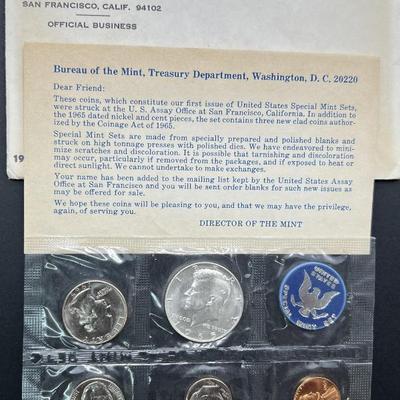 SAN FRANCISCO, CALIF. 94102
OFFICIAL BUSINESS
19
Bureau of the Mint, Treasury Department, Washington, D. C. 20220
Dear Friend:
These coins, which constitute our first issue of United States Special Mint Sets,
were struck at the U. S. Assay Office at San Francisco, California. In addition to
the 1965 dated nickel and cent pieces, the set contains three new clad coins author-
ized by the Coinage Act of 1965.
Special Mint Sets are made from specially prepared and polished blanks and
struck on high tonnage presses with polished dies. We have endeavored to mini-
mize scratches and discoloration. It is possible that tarnishing and discoloration
may occur, particularly if removed from the packages, and if exposed to heat or
direct sunlight. We cannot undertake to make exchanges.
Your name has been added to the mailing list kept by the United States Assay
Office at San Francisco and you will be sent order blanks for such new issues as
may be offered for sale.
We hope these coins will be pleasing to you, and that we may have the privilege,
again, of serving you.
DIRECTOR OF THE MINT
UNITED
STATES
SPECIAL MINT SET
LIBERTY